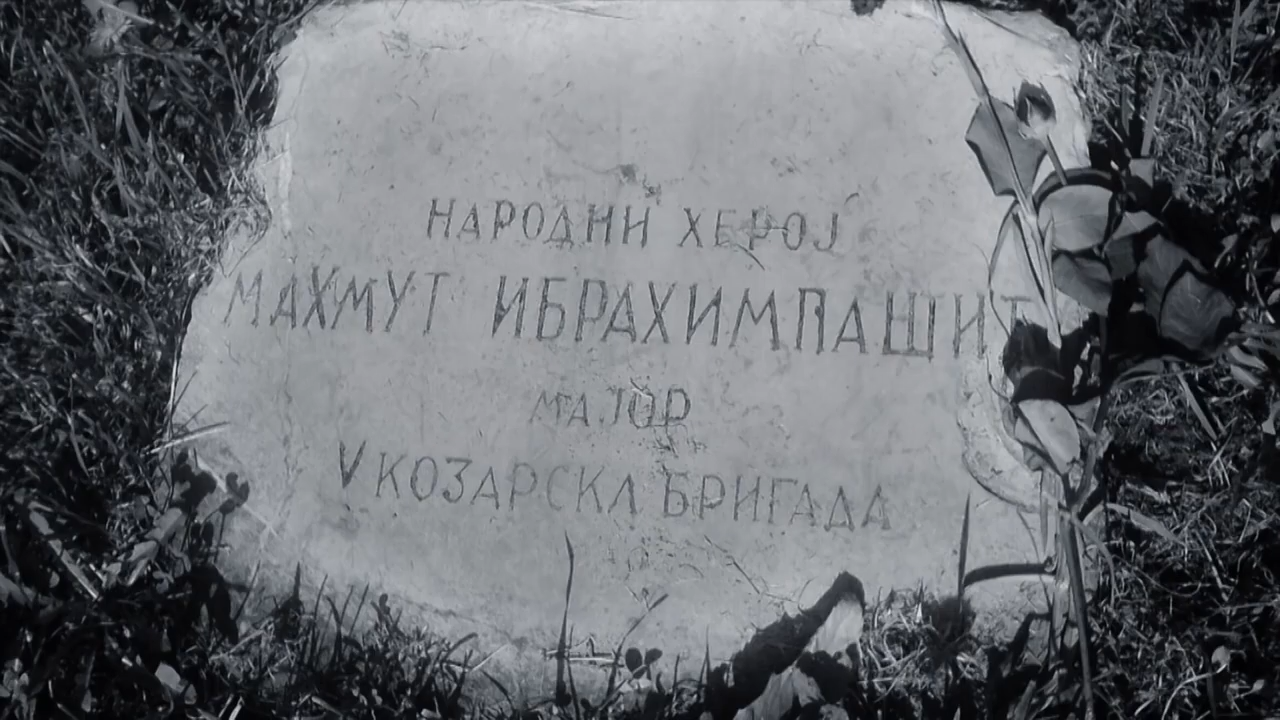 НАРОДНИ ХЕРОЈ
МАХМУТ ИБРАХИМПАШИЋ
МАЈОР
V КОЗАРСКА БРИГАДА